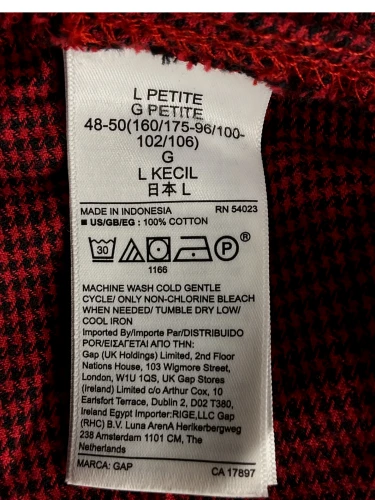 L PETITE
G PETITE
48-50(160/175-96/100-
102/106)
G
L KECIL
日本 L
MADE IN INDONESIA RN 54023
■ US/GB/EG : 100% COTTON
30 P ®
1166
MACHINE WASH COLD GENTLE
CYCLE/ ONLY NON-CHLORINE BLEACH
WHEN NEEDED/ TUMBLE DRY LOW/
COOL IRON
Imported By/Importe Par/DISTRIBUIDO
POR/ΕΙΣΑΓΕΤΑΙ ΑΠΟ ΤΗΝ:
Gap (UK Holdings) Limited, 2nd Floor
Nations House, 103 Wigmore Street,
London, W1U 1QS, UK Gap Stores
(Ireland) Limited c/o Arthur Cox, 10
Earlsfort Terrace, Dublin 2, D02 T380,
Ireland Egypt Importer:RIGE,LLC Gap
(RHC) B.V. Luna ArenA Herikerbergweg
238 Amsterdam 1101 CM, The
Netherlands
MARCA: GAP CA 17897